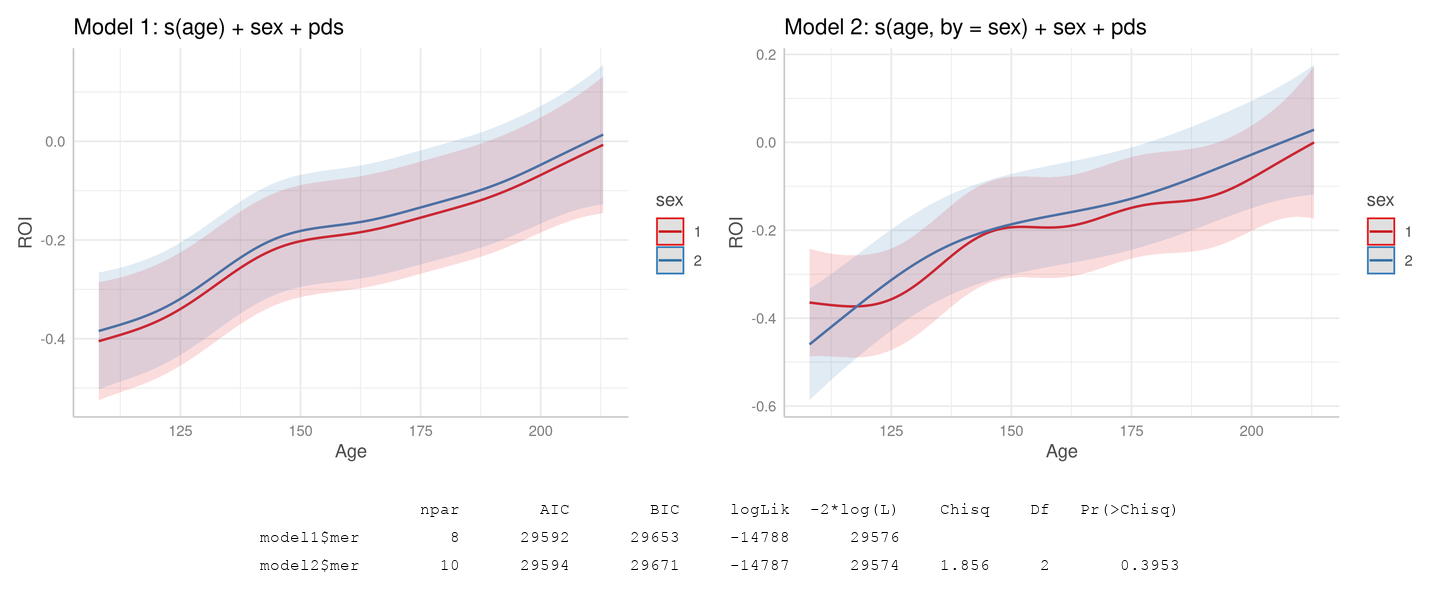 Model 1: s(age) + sex + pds
0.0
-0.2
-0.4
ROI
125 150 175 200
Age
sex
1
2
Model 2: s(age, by = sex) + sex + pds
0.2
0.0
-0.2
-0.4
-0.6
ROI
125 150 175 200
Age
sex
1
2
npar AIC BIC logLik -2*log(L) Chisq Df Pr(>Chisq)
model1$mer 8 29592 29653 -14788 29576
model2$mer 10 29594 29671 -14787 29574 1.856 2 0.3953